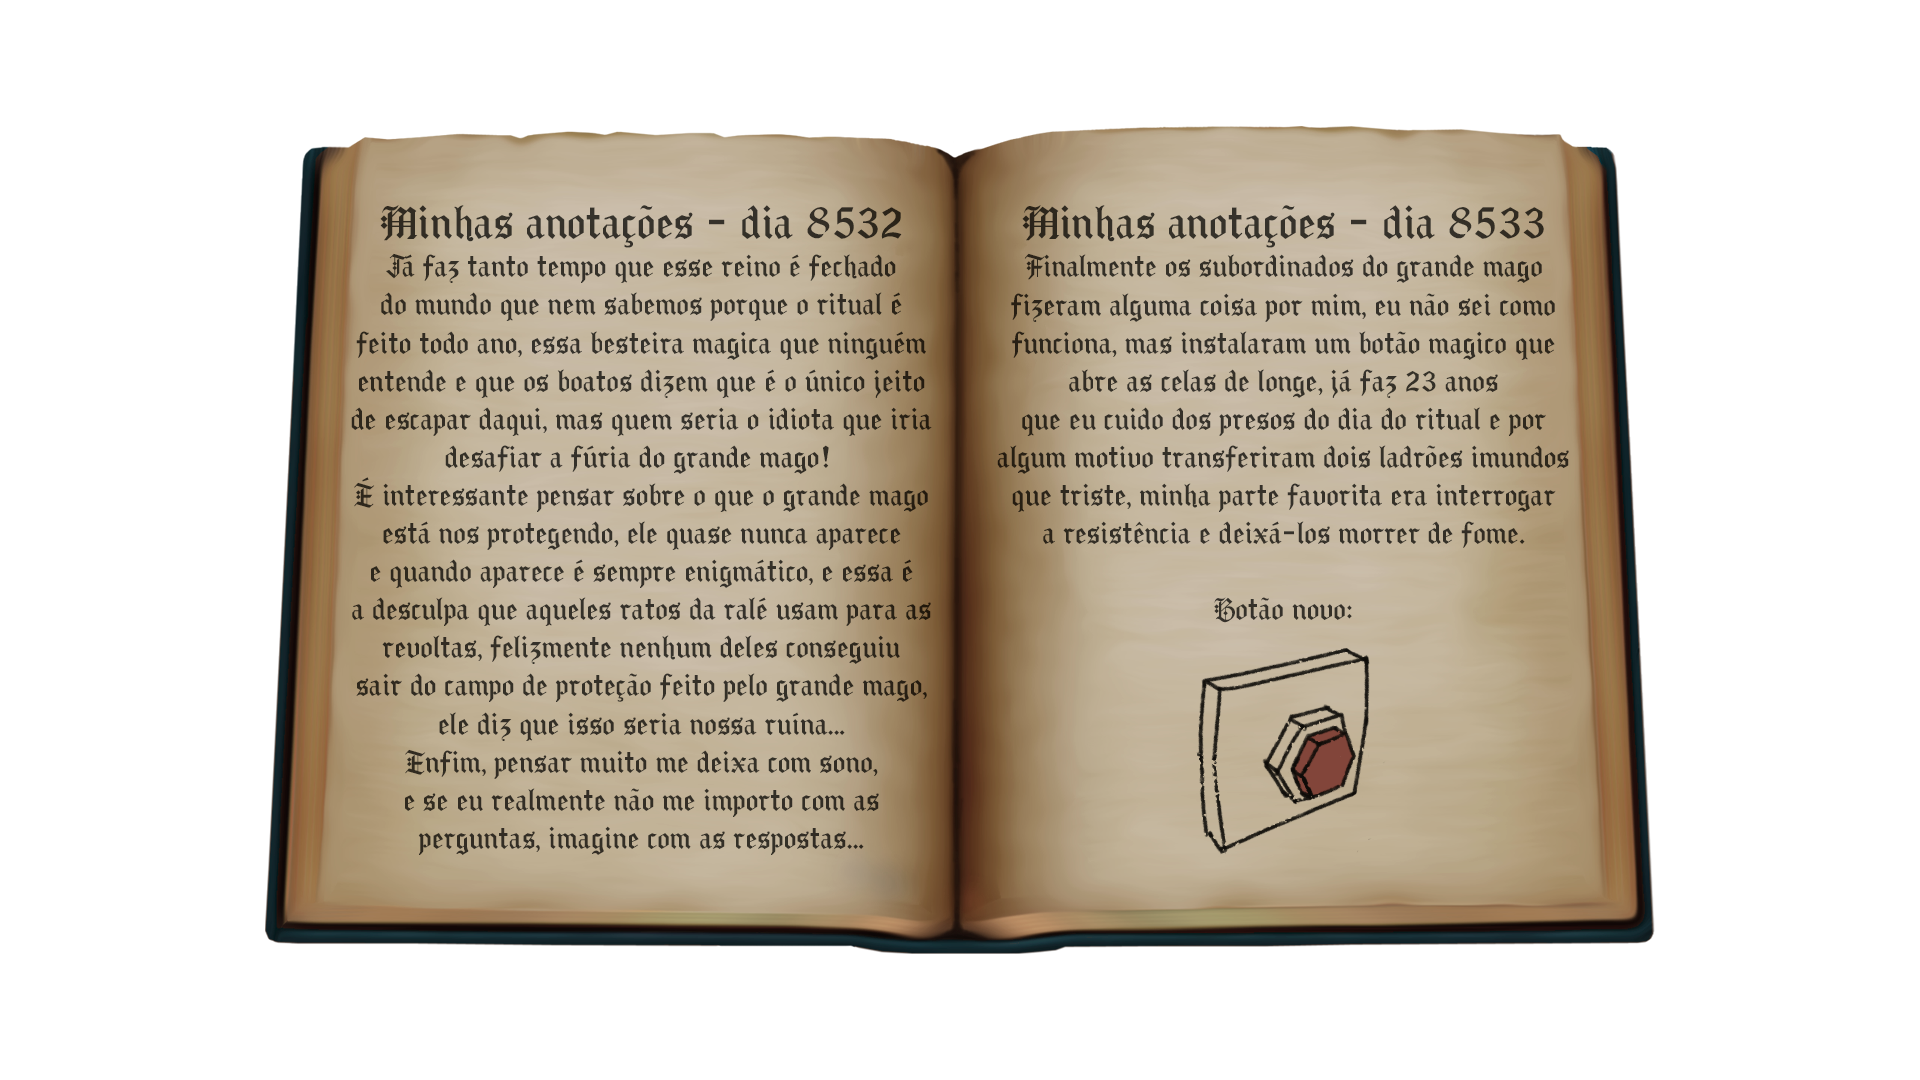 Minhas anotações - dia 8532
Já faz tanto tempo que esse reino é fechado
do mundo que nem sabemos porque o ritual é
feito todo ano, essa besteira magica que ninguém
entende e que os boatos dizem que é o único jeito
de escapar daqui, mas quem seria o idiota que iria
desafiar a fúria do grande mago!
É interessante pensar sobre o que o grande mago
está nos protegendo, ele quase nunca aparece
e quando aparece é sempre enigmático, e essa é
a desculpa que aqueles ratos da ralé usam para as
revoltas, felizmente nenhum deles conseguiu
sair do campo de proteção feito pelo grande mago,
ele diz que isso seria nossa ruína...
Enfim, pensar muito me deixa com sono,
e se eu realmente não me importo com as
perguntas, imagine com as respostas...
Minhas anotações - dia 8533
Finalmente os subordinados do grande mago
fizeram alguma coisa por mim, eu não sei como
funciona, mas instalaram um botão magico que
abre as celas de longe, já faz 23 anos
que eu cuido dos presos do dia do ritual e por
algum motivo transferiram dois ladrões imundos
que triste, minha parte favorita era interrogar
a resistência e deixá-los morrer de fome.
Botão novo: